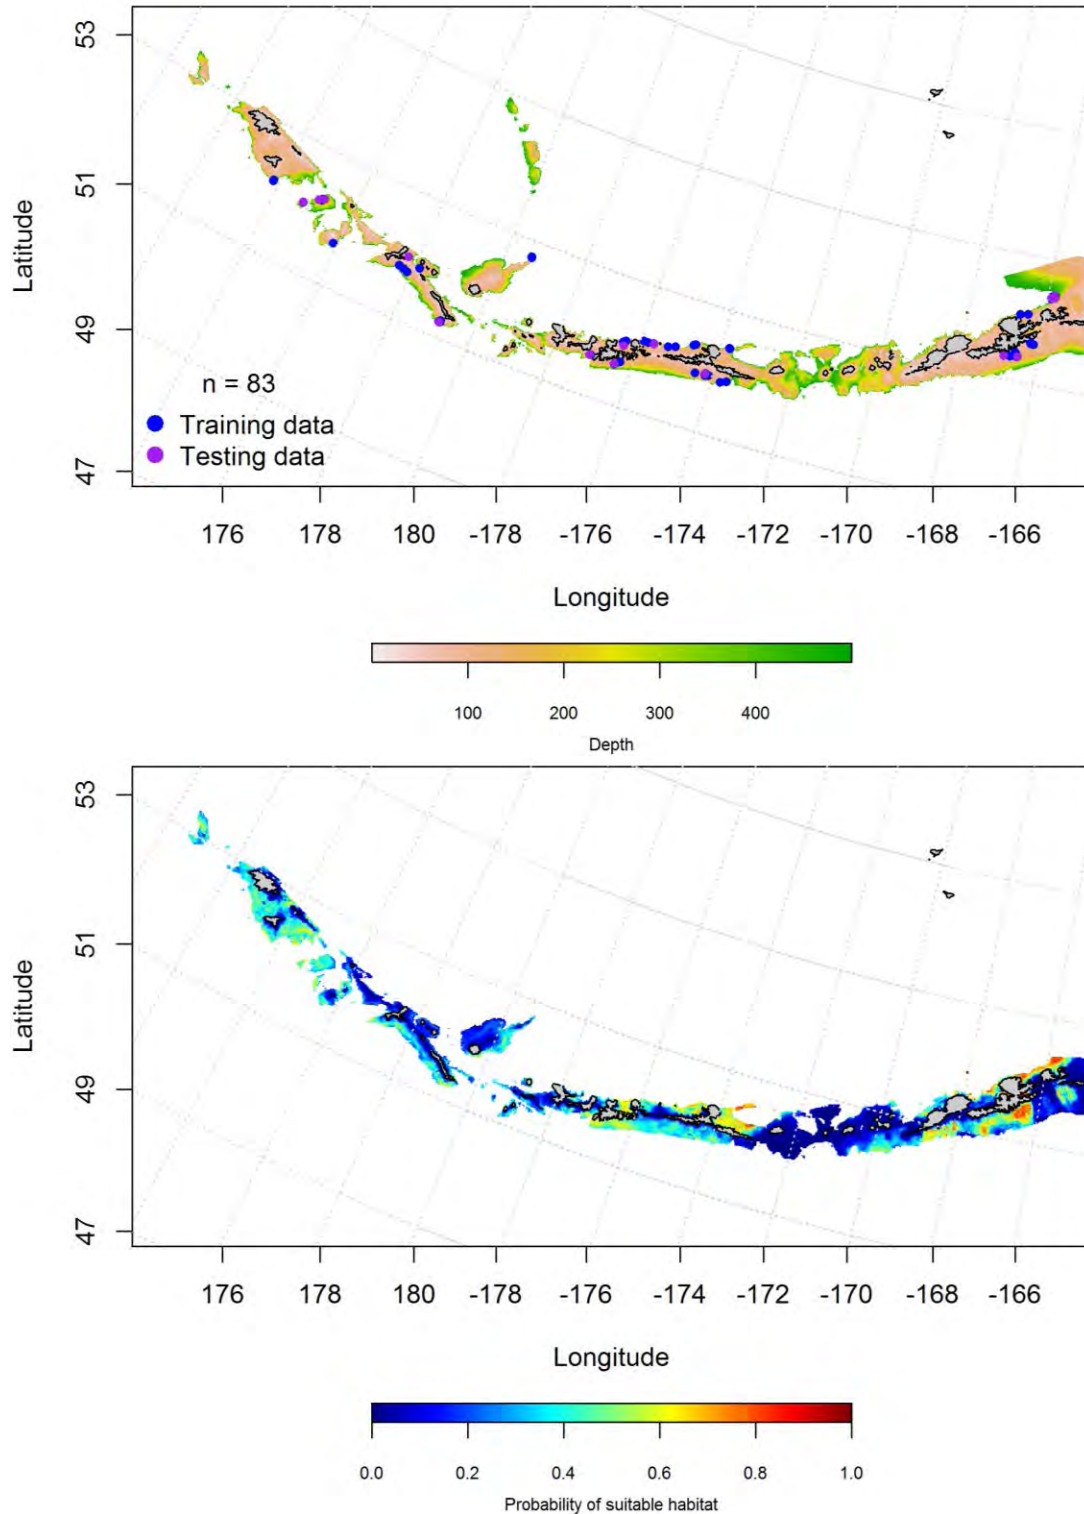 53
51
49
47
Latitude
n = 83
Training data
Testing data
176 178 180 -178 -176 -174 -172 -170 -168 -166
Longitude
100 200 300 400
Depth
53
51
49
47
Latitude
176 178 180 -178 -176 -174 -172 -170 -168 -166
Longitude
0.0 0.2 0.4 0.6 0.8 1.0
Probability of suitable habitat